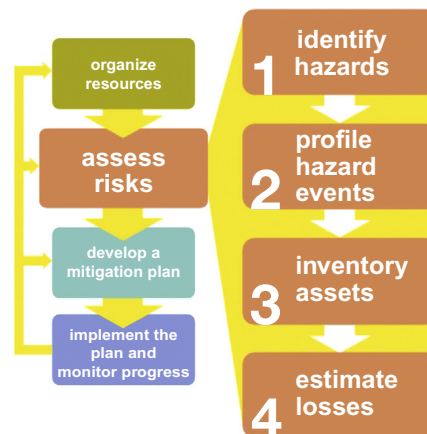 organize
resources
assess
risks
develop a
mitigation plan
implement the
plan and
monitor progress
1 identify
hazards
2 profile
hazard
events
3 inventory
assets
4 estimate
losses